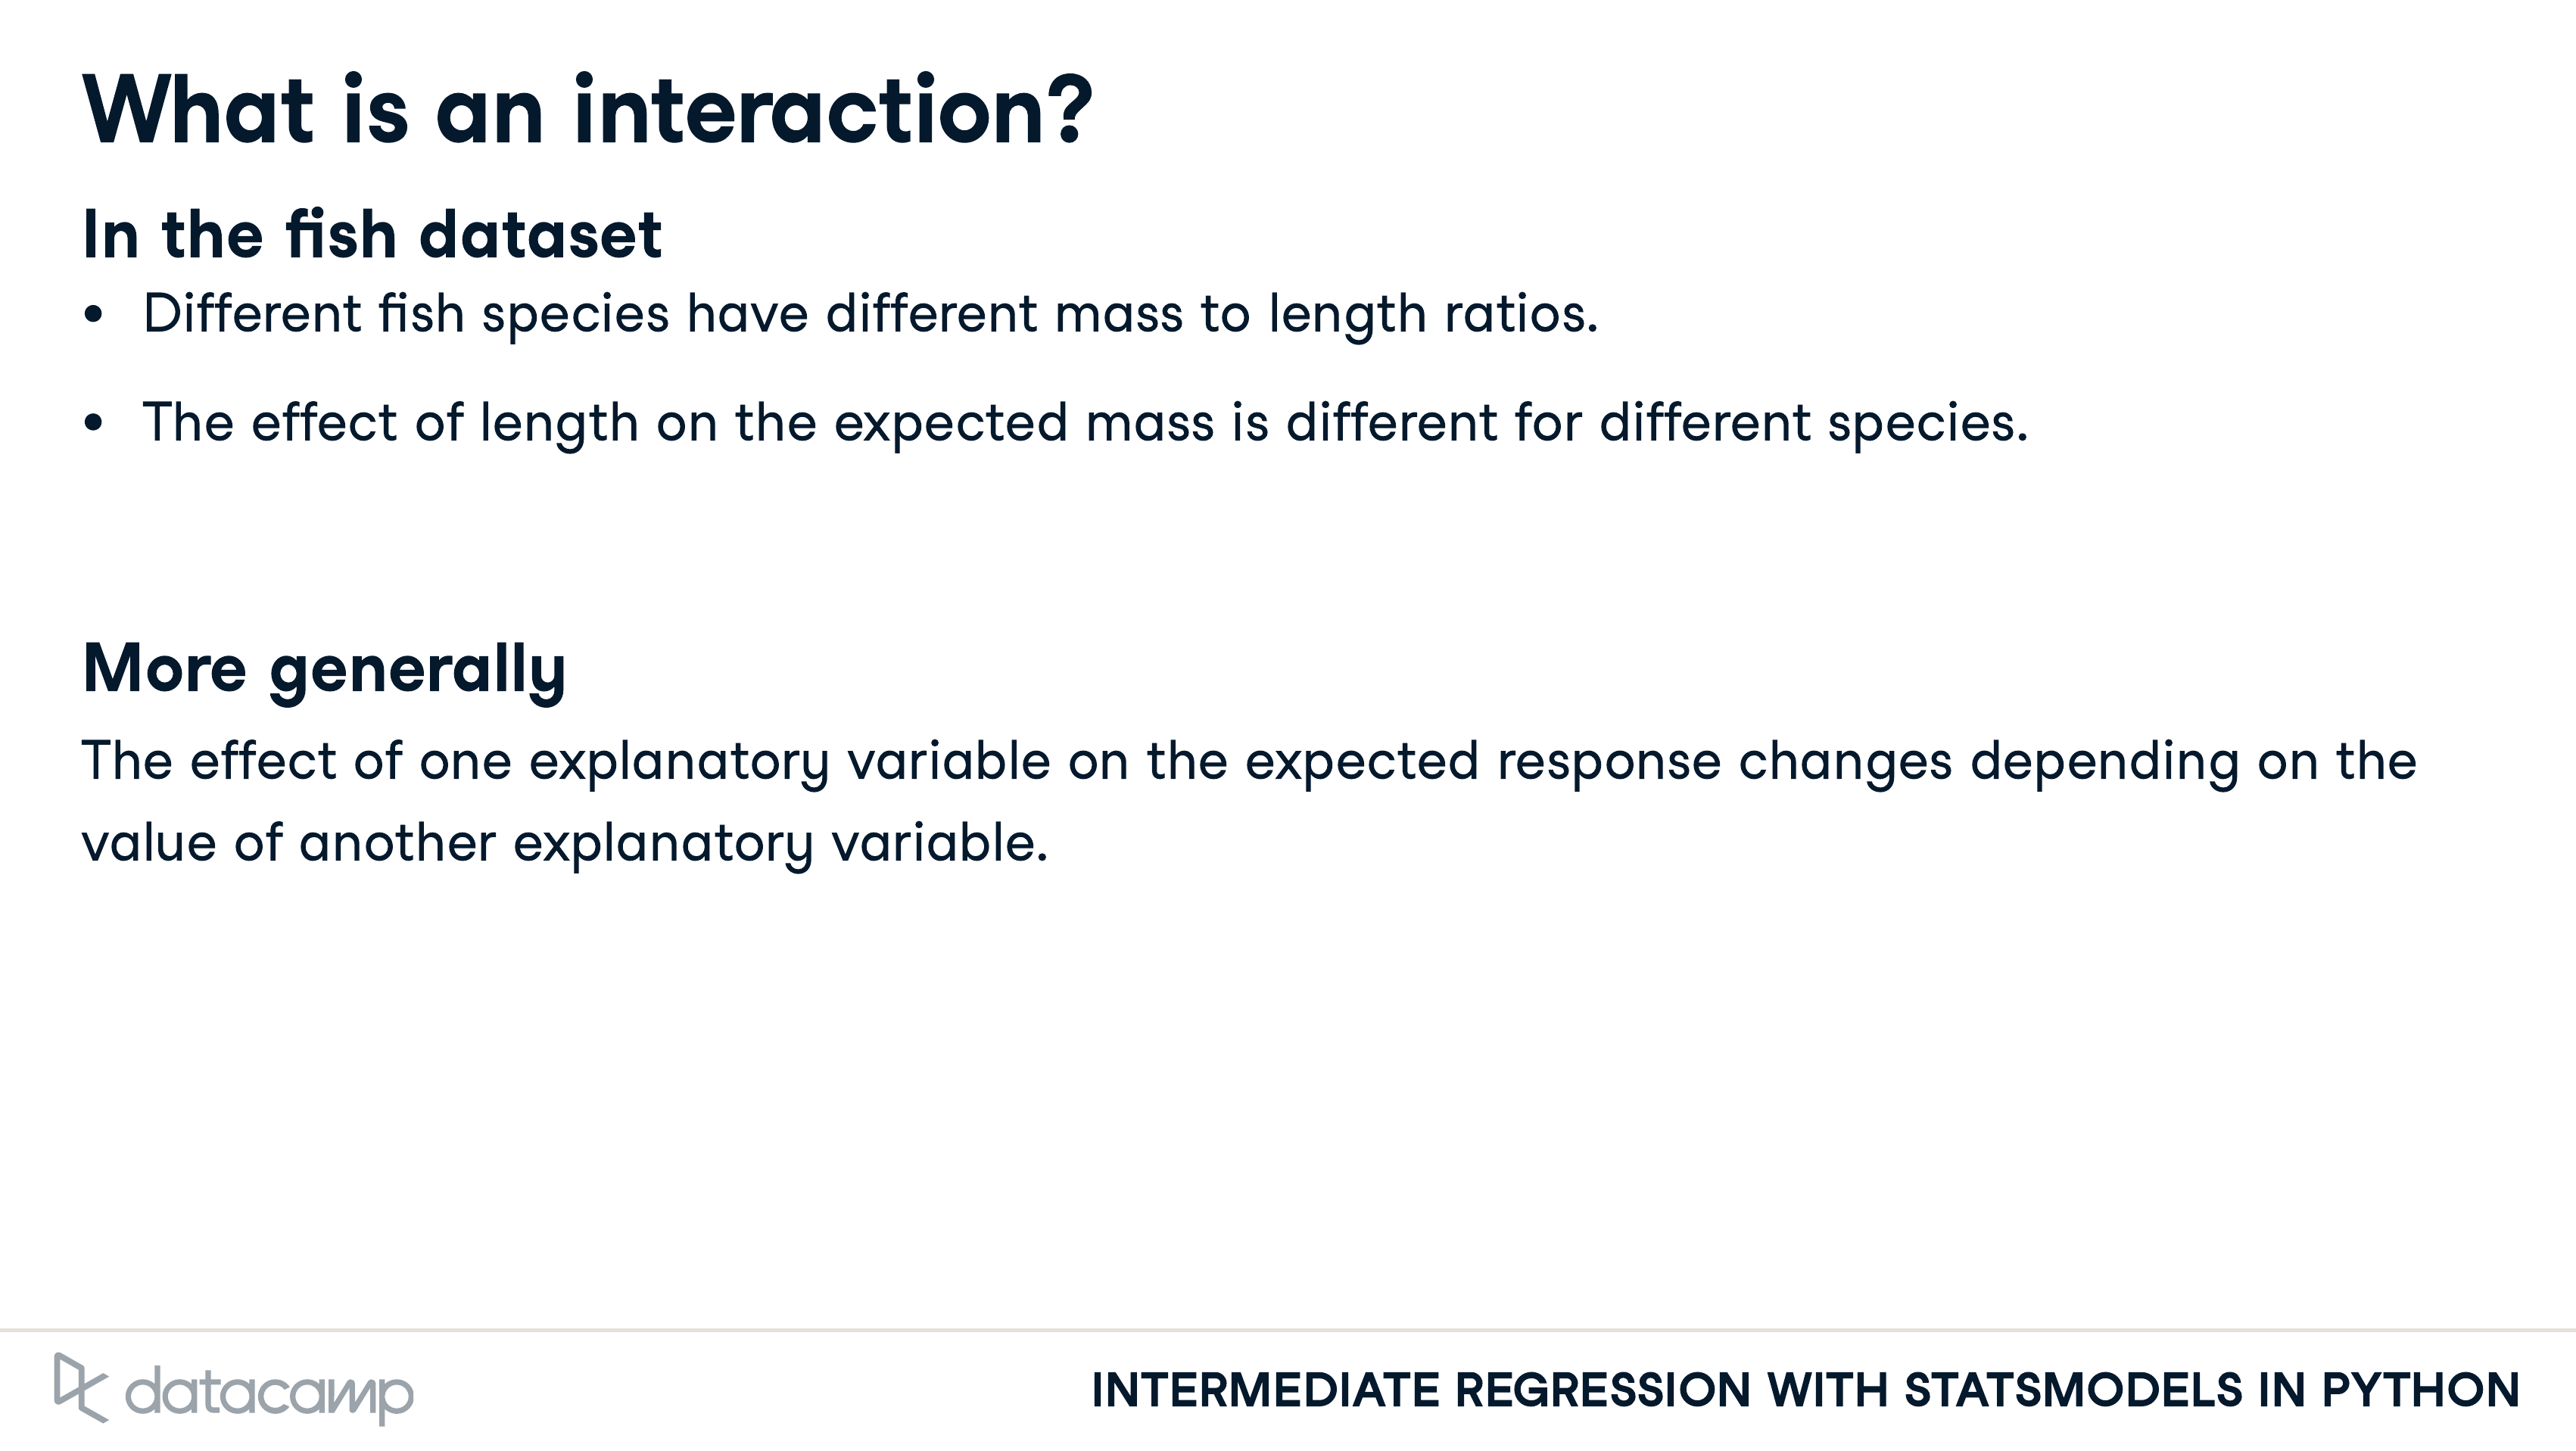 What is an interaction?
In the fish dataset
• Different fish species have different mass to length ratios.
• The effect of length on the expected mass is different for different species.
More generally
The effect of one explanatory variable on the expected response changes depending on the
value of another explanatory variable.
datacamp
INTERMEDIATE REGRESSION WITH STATSMODELS IN PYTHON